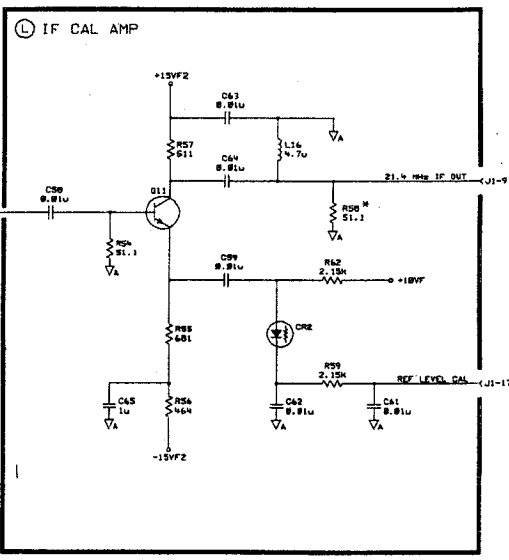 L IF CAL AMP
+15VF2
C63
0.01u
R57
511
L16
4.7u
A
C64
0.01u
21.4 MHz IF OUT
J1-9
C58
0.01u
Q11
R58*
51.1
A
R54
51.1
A
C59
0.01u
R62
2.15K
+10VF
CR2
R55
681
R59
2.15K
REF LEVEL CAL
J1-17
C65
1u
A
R56
464
C62
0.01u
A
C61
0.01u
A
-15VF2